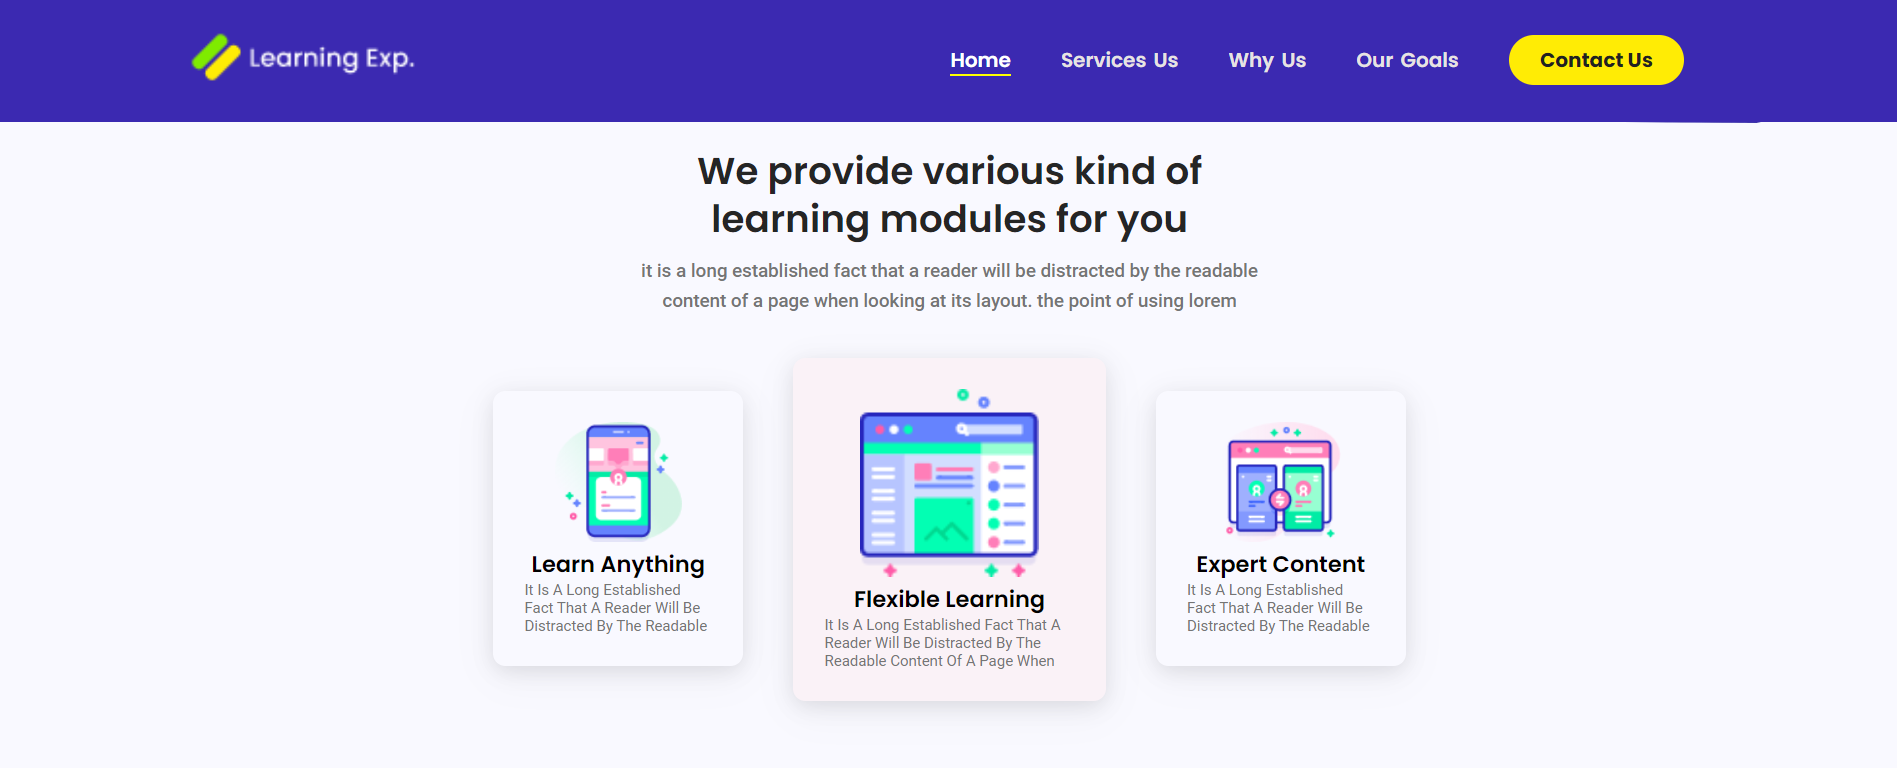 Learning Exp.
Home
Services Us
Why Us
Our Goals
Contact Us
We provide various kind of
learning modules for you
it is a long established fact that a reader will be distracted by the readable
content of a page when looking at its layout. the point of using lorem
Learn Anything
It Is A Long Established
Fact That A Reader Will Be
Distracted By The Readable
Flexible Learning
It Is A Long Established Fact That A
Reader Will Be Distracted By The
Readable Content Of A Page When
Expert Content
It Is A Long Established
Fact That A Reader Will Be
Distracted By The Readable